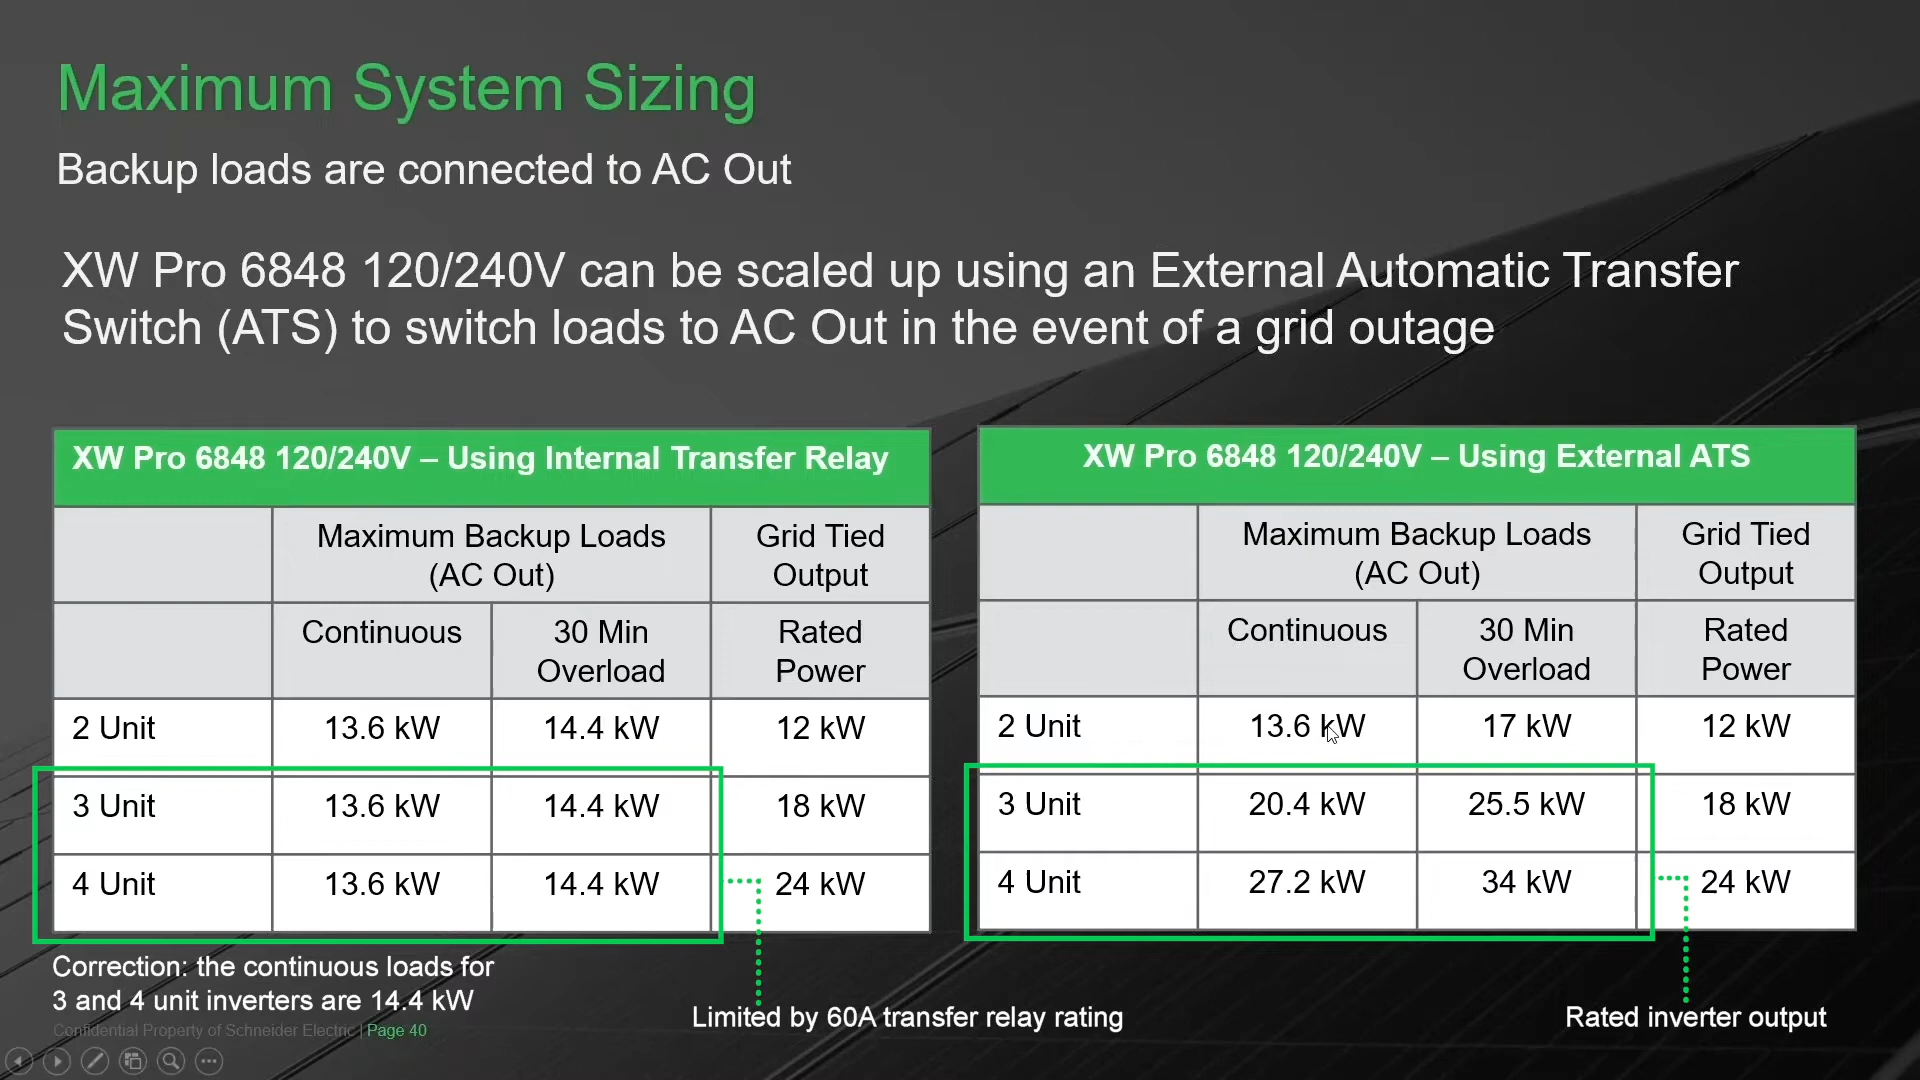 Maximum System Sizing
Backup loads are connected to AC Out
XW Pro 6848 120/240V can be scaled up using an External Automatic Transfer
Switch (ATS) to switch loads to AC Out in the event of a grid outage
XW Pro 6848 120/240V – Using Internal Transfer Relay
Maximum Backup Loads (AC Out) Grid Tied Output
Continuous 30 Min Overload Rated Power
2 Unit 13.6 kW 14.4 kW 12 kW
3 Unit 13.6 kW 14.4 kW 18 kW
4 Unit 13.6 kW 14.4 kW 24 kW
Correction: the continuous loads for
3 and 4 unit inverters are 14.4 kW
Limited by 60A transfer relay rating
XW Pro 6848 120/240V – Using External ATS
Maximum Backup Loads (AC Out) Grid Tied Output
Continuous 30 Min Overload Rated Power
2 Unit 13.6 kW 17 kW 12 kW
3 Unit 20.4 kW 25.5 kW 18 kW
4 Unit 27.2 kW 34 kW 24 kW
Rated inverter output
Confidential Property of Schneider Electric | Page 40